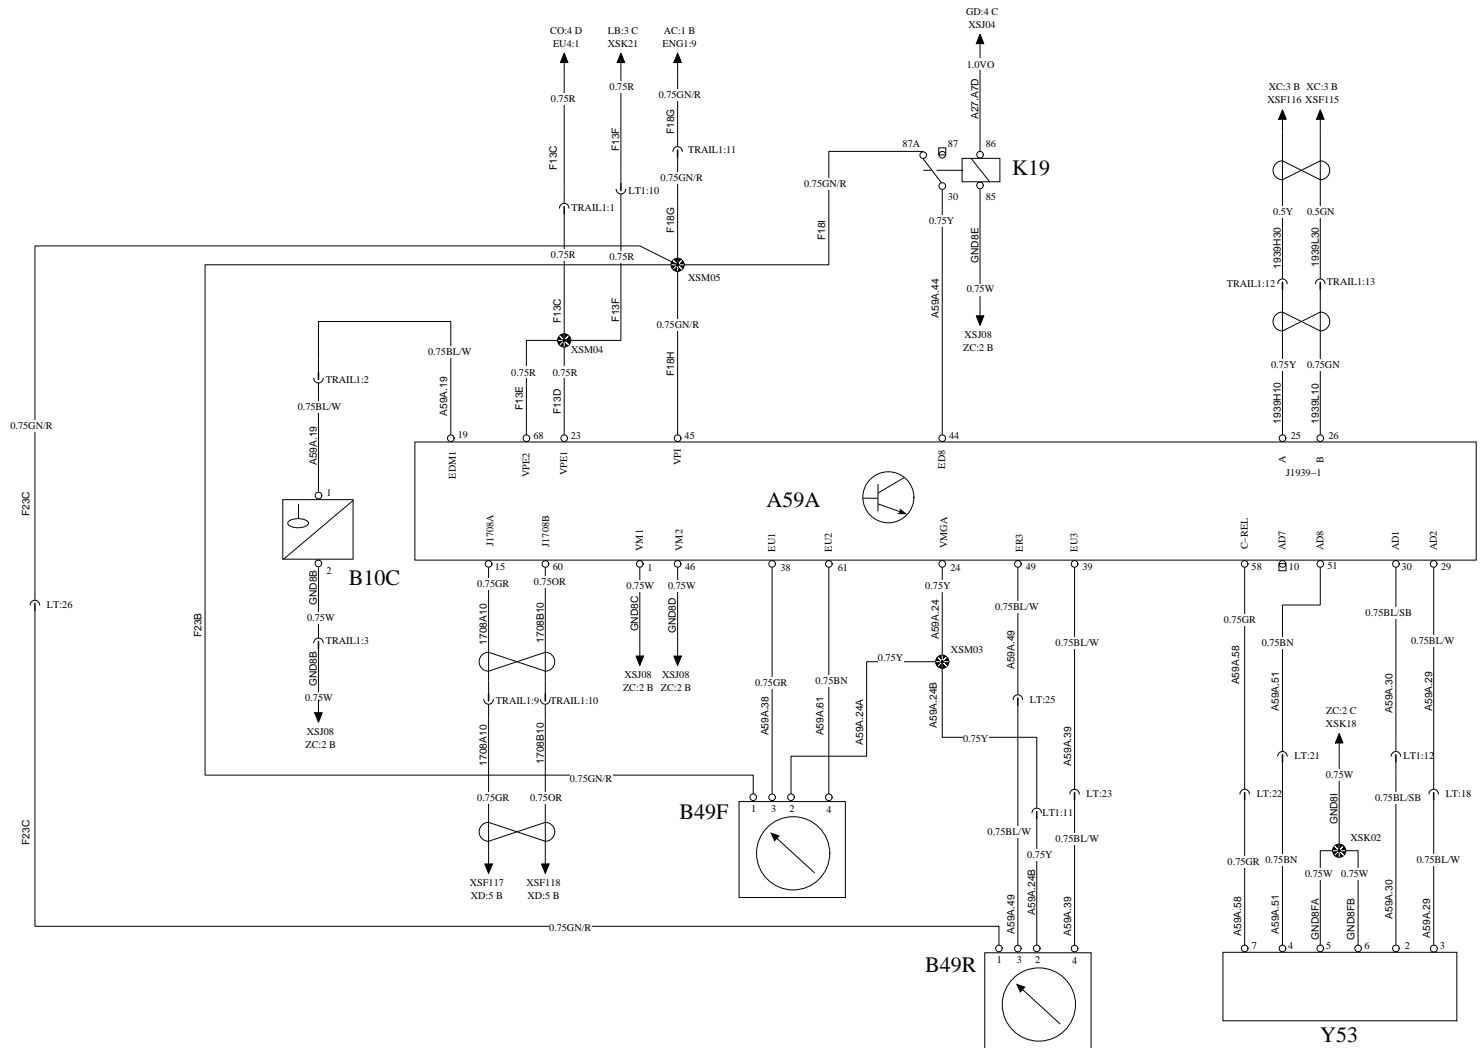 CO:4 D
EU4:1
LB:3 C
XSK21
AC:1 B
ENG1:9
GD:4 C
XSJ04
XC:3 B
XSF116
XC:3 B
XSF115
0.75R
F13C
TRAIL1:1
0.75R
F13C
0.75R
F13F
LT1:10
0.75R
F13F
0.75GN/R
F18G
TRAIL1:11
0.75GN/R
F18G
XSM05
0.75GN/R
F18H
1.0VO
A27.A7D
87A
87
86
K19
30
85
0.75GN/R
F18I
0.75Y
A59A.44
GND8E
0.75W
XSJ08
ZC:2 B
0.5Y
0.5GN
1939H30
1939L30
TRAIL1:12
TRAIL1:13
0.75Y
0.75GN
1939H10
1939L10
XSM04
0.75R
0.75R
F13E
F13D
0.75BL/W
A59A.19
TRAIL1:2
0.75BL/W
A59A.19
1
2
B10C
GND8B
0.75W
TRAIL1:3
GND8B
0.75W
XSJ08
ZC:2 B
0.75GN/R
F23C
LT:26
F23C
F23B
19
68
23
45
44
25
26
EDM1
VPE2
VPE1
VPI
ED8
A
B
J1939-1
A59A
J1708A
J1708B
VM1
VM2
EU1
EU2
VMGA
ER3
EU3
C-REL
AD7
AD8
AD1
AD2
15
60
1
46
38
61
24
49
39
58
10
51
30
29
0.75GR
0.75OR
1708A10
1708B10
TRAIL1:9
TRAIL1:10
1708A10
1708B10
0.75GR
0.75OR
XSF117
XD:5 B
XSF118
XD:5 B
0.75W
GND8C
XSJ08
ZC:2 B
0.75W
GND8D
XSJ08
ZC:2 B
0.75GR
A59A.38
0.75BN
A59A.61
0.75Y
A59A.24
XSM03
0.75Y
A59A.24A
A59A.24B
0.75Y
LT1:11
0.75Y
A59A.24B
0.75BL/W
A59A.49
LT:25
0.75BL/W
A59A.49
0.75BL/W
A59A.39
LT:23
0.75BL/W
A59A.39
0.75GN/R
B49F
1
3
2
4
0.75GN/R
B49R
1
3
2
4
0.75GR
A59A.58
LT:22
0.75GR
A59A.58
0.75BN
A59A.51
LT:21
0.75BN
A59A.51
ZC:2 C
XSK18
0.75W
GND8I
XSK02
0.75W
0.75W
GND8FA
GND8FB
0.75BL/SB
A59A.30
LT1:12
0.75BL/SB
A59A.30
0.75BL/W
A59A.29
LT:18
0.75BL/W
A59A.29
7
4
5
6
2
3
Y53